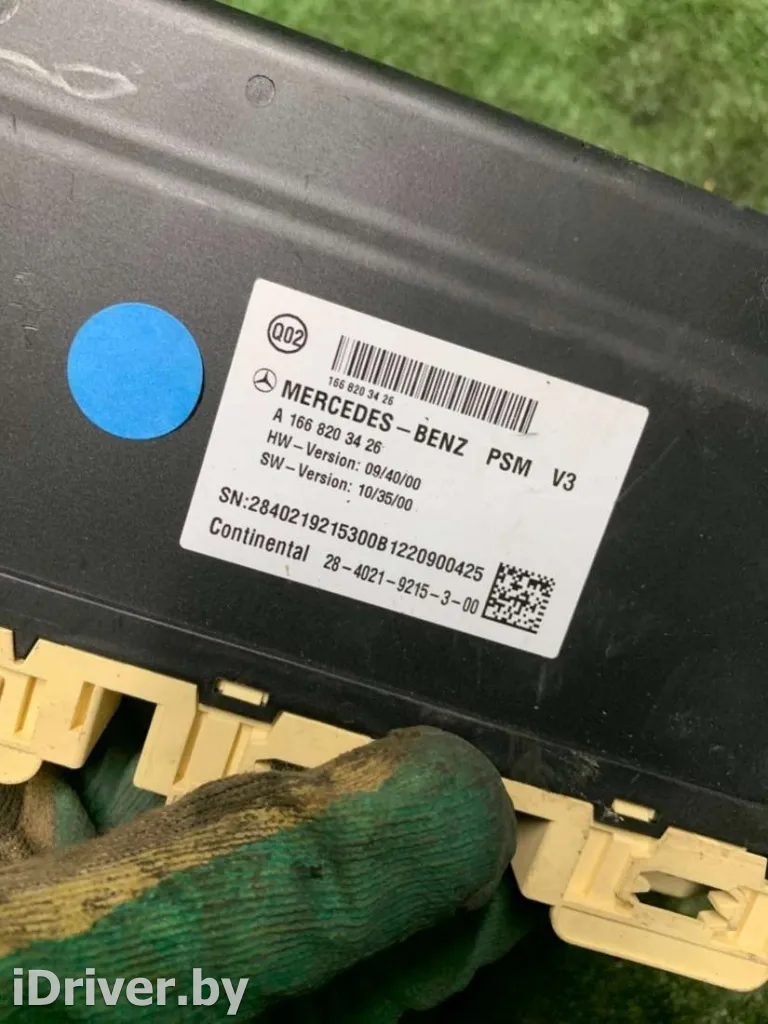 Q02
166 820 34 26
MERCEDES-BENZ PSM V3
A 166 820 34 26
HW-Version: 09/40/00
SW-Version: 10/35/00
SN:2840219215300B1220900425
Continental 28-4021-9215-3-00
iDriver.by